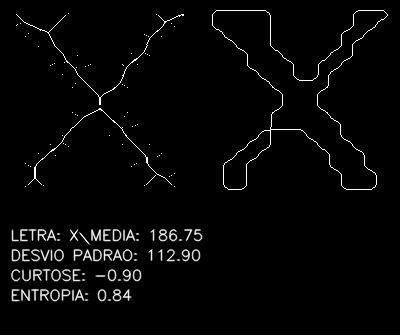 LETRA: X\MEDIA: 186.75
DESVIO PADRAO: 112.90
CURTOSE: -0.90
ENTROPIA: 0.84